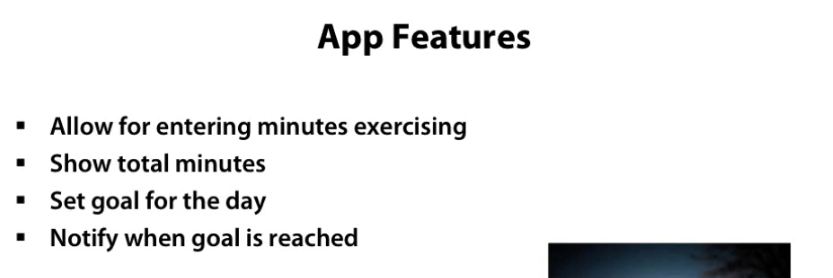 App Features
▪ Allow for entering minutes exercising
▪ Show total minutes
▪ Set goal for the day
▪ Notify when goal is reached